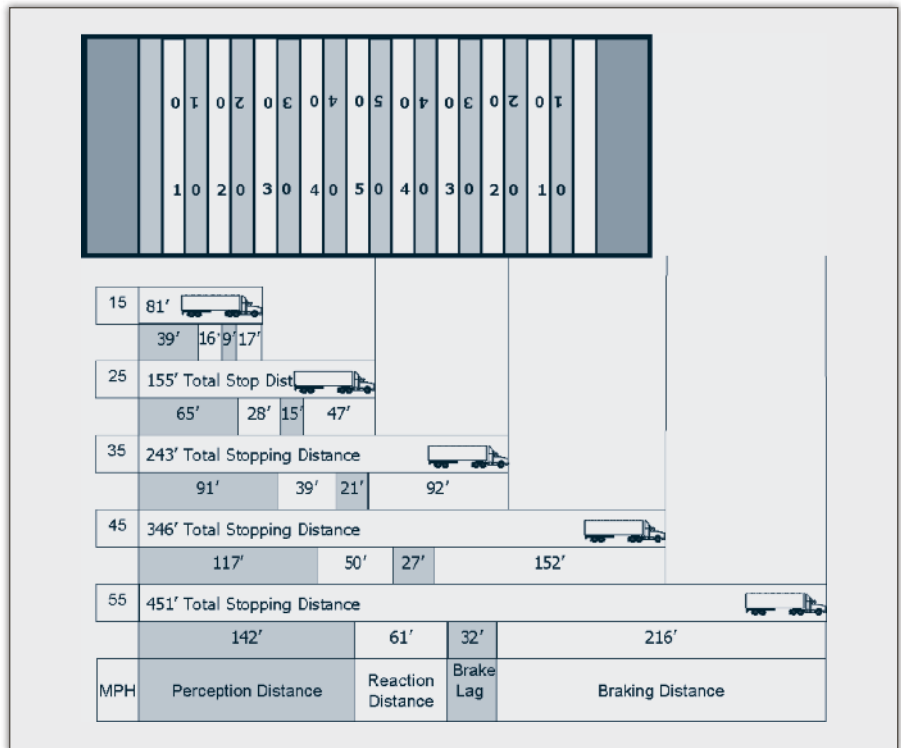 0 1 0 2 0 3 0 4 0 5 0 4 0 3 0 2 0 1
1 0 2 0 3 0 4 0 5 0 4 0 3 0 2 0 1 0
15 81′
39′ 16′ 9′ 17′
25 155′ Total Stop Dist
65′ 28′ 15′ 47′
35 243′ Total Stopping Distance
91′ 39′ 21′ 92′
45 346′ Total Stopping Distance
117′ 50′ 27′ 152′
55 451′ Total Stopping Distance
142′ 61′ 32′ 216′
MPH Perception Distance Reaction Distance Brake Lag Braking Distance